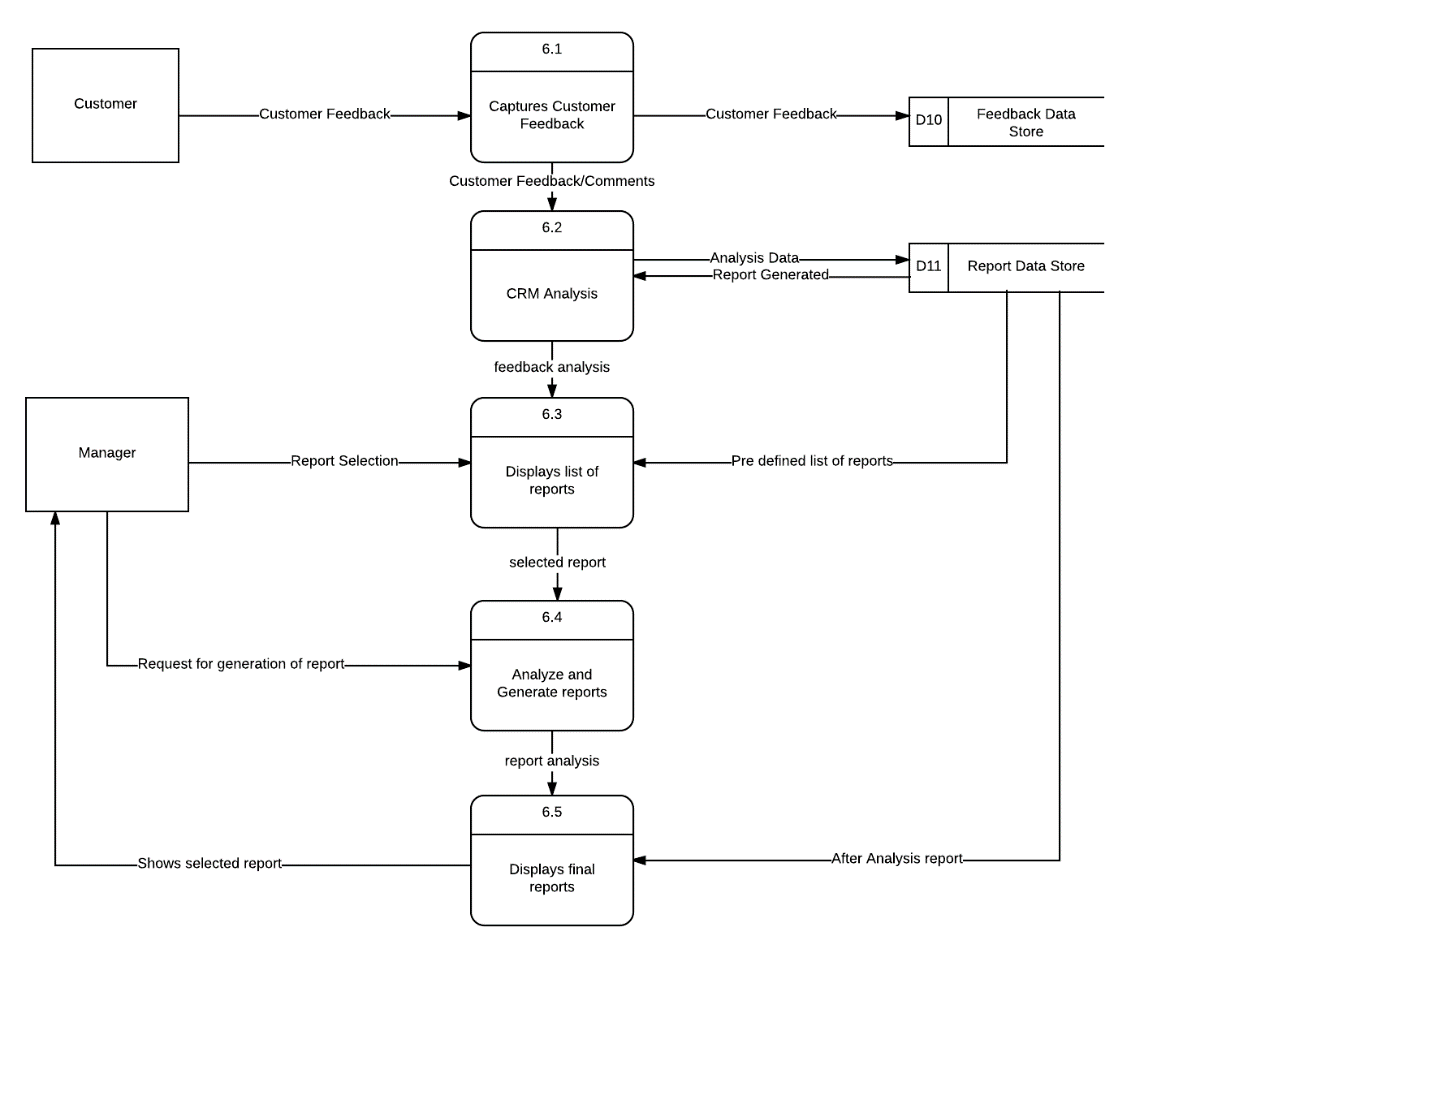 6.1
Customer
Captures Customer
Feedback
Customer Feedback
Customer Feedback
D10
Feedback Data
Store
Customer Feedback/Comments
6.2
CRM Analysis
Analysis Data
Report Generated
D11
Report Data Store
feedback analysis
6.3
Manager
Report Selection
Displays list of
reports
Pre defined list of reports
selected report
6.4
Request for generation of report
Analyze and
Generate reports
report analysis
6.5
Shows selected report
Displays final
reports
After Analysis report